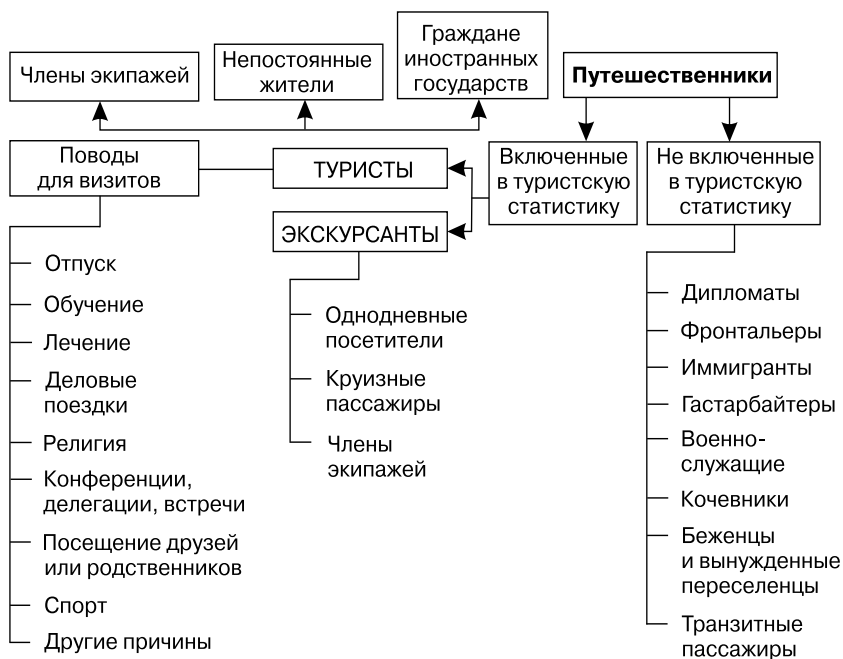 Члены экипажей
Непостоянные
жители
Граждане
иностранных
государств
Путешественники
Поводы
для визитов
ТУРИСТЫ
ЭКСКУРСАНТЫ
Включенные
в туристскую
статистику
Не включенные
в туристскую
статистику
Отпуск
Обучение
Лечение
Деловые
поездки
Религия
Конференции,
делегации, встречи
Посещение друзей
или родственников
Спорт
Другие причины
Однодневные
посетители
Круизные
пассажиры
Члены
экипажей
Дипломаты
Фронтальеры
Иммигранты
Гастарбайтеры
Военно-
служащие
Кочевники
Беженцы
и вынужденные
переселенцы
Транзитные
пассажиры